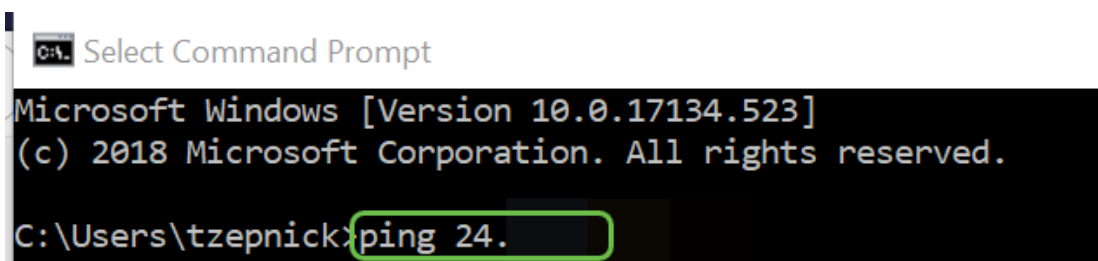 Select Command Prompt
Microsoft Windows [Version 10.0.17134.523]
(c) 2018 Microsoft Corporation. All rights reserved.
C:\Users\tzepnick>ping 24.